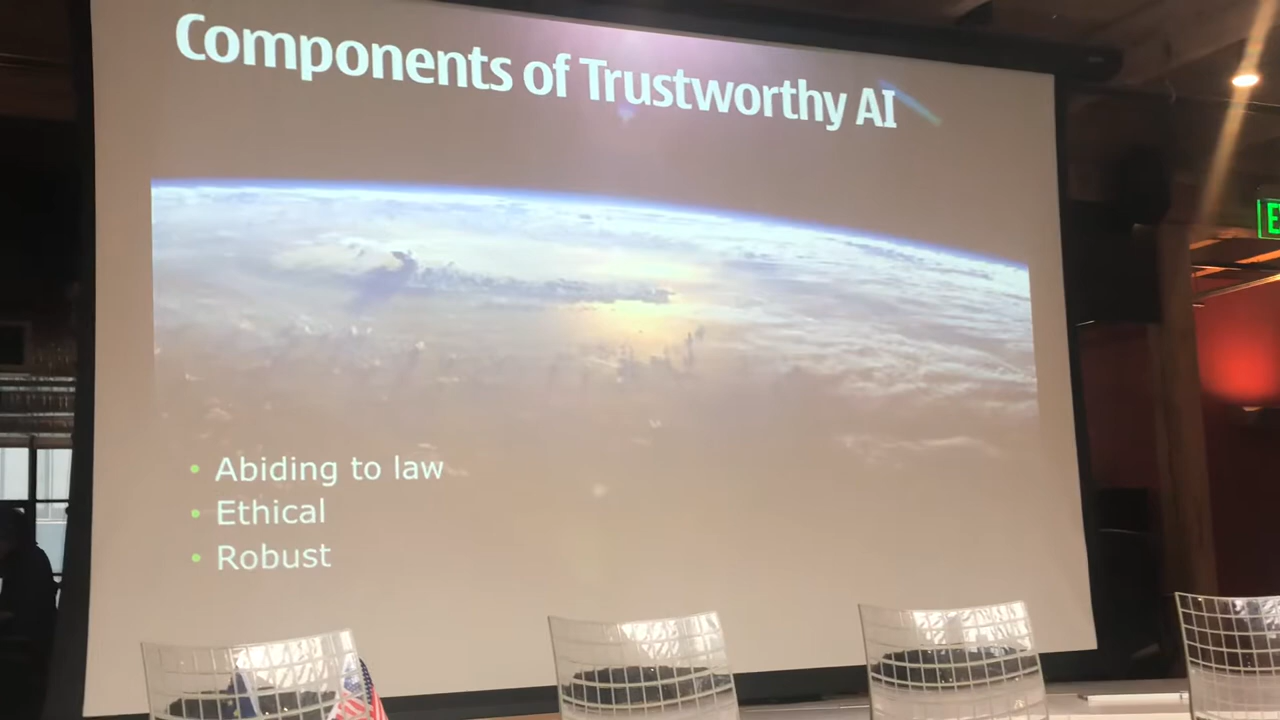 Components of Trustworthy AI
• Abiding to law
• Ethical
• Robust